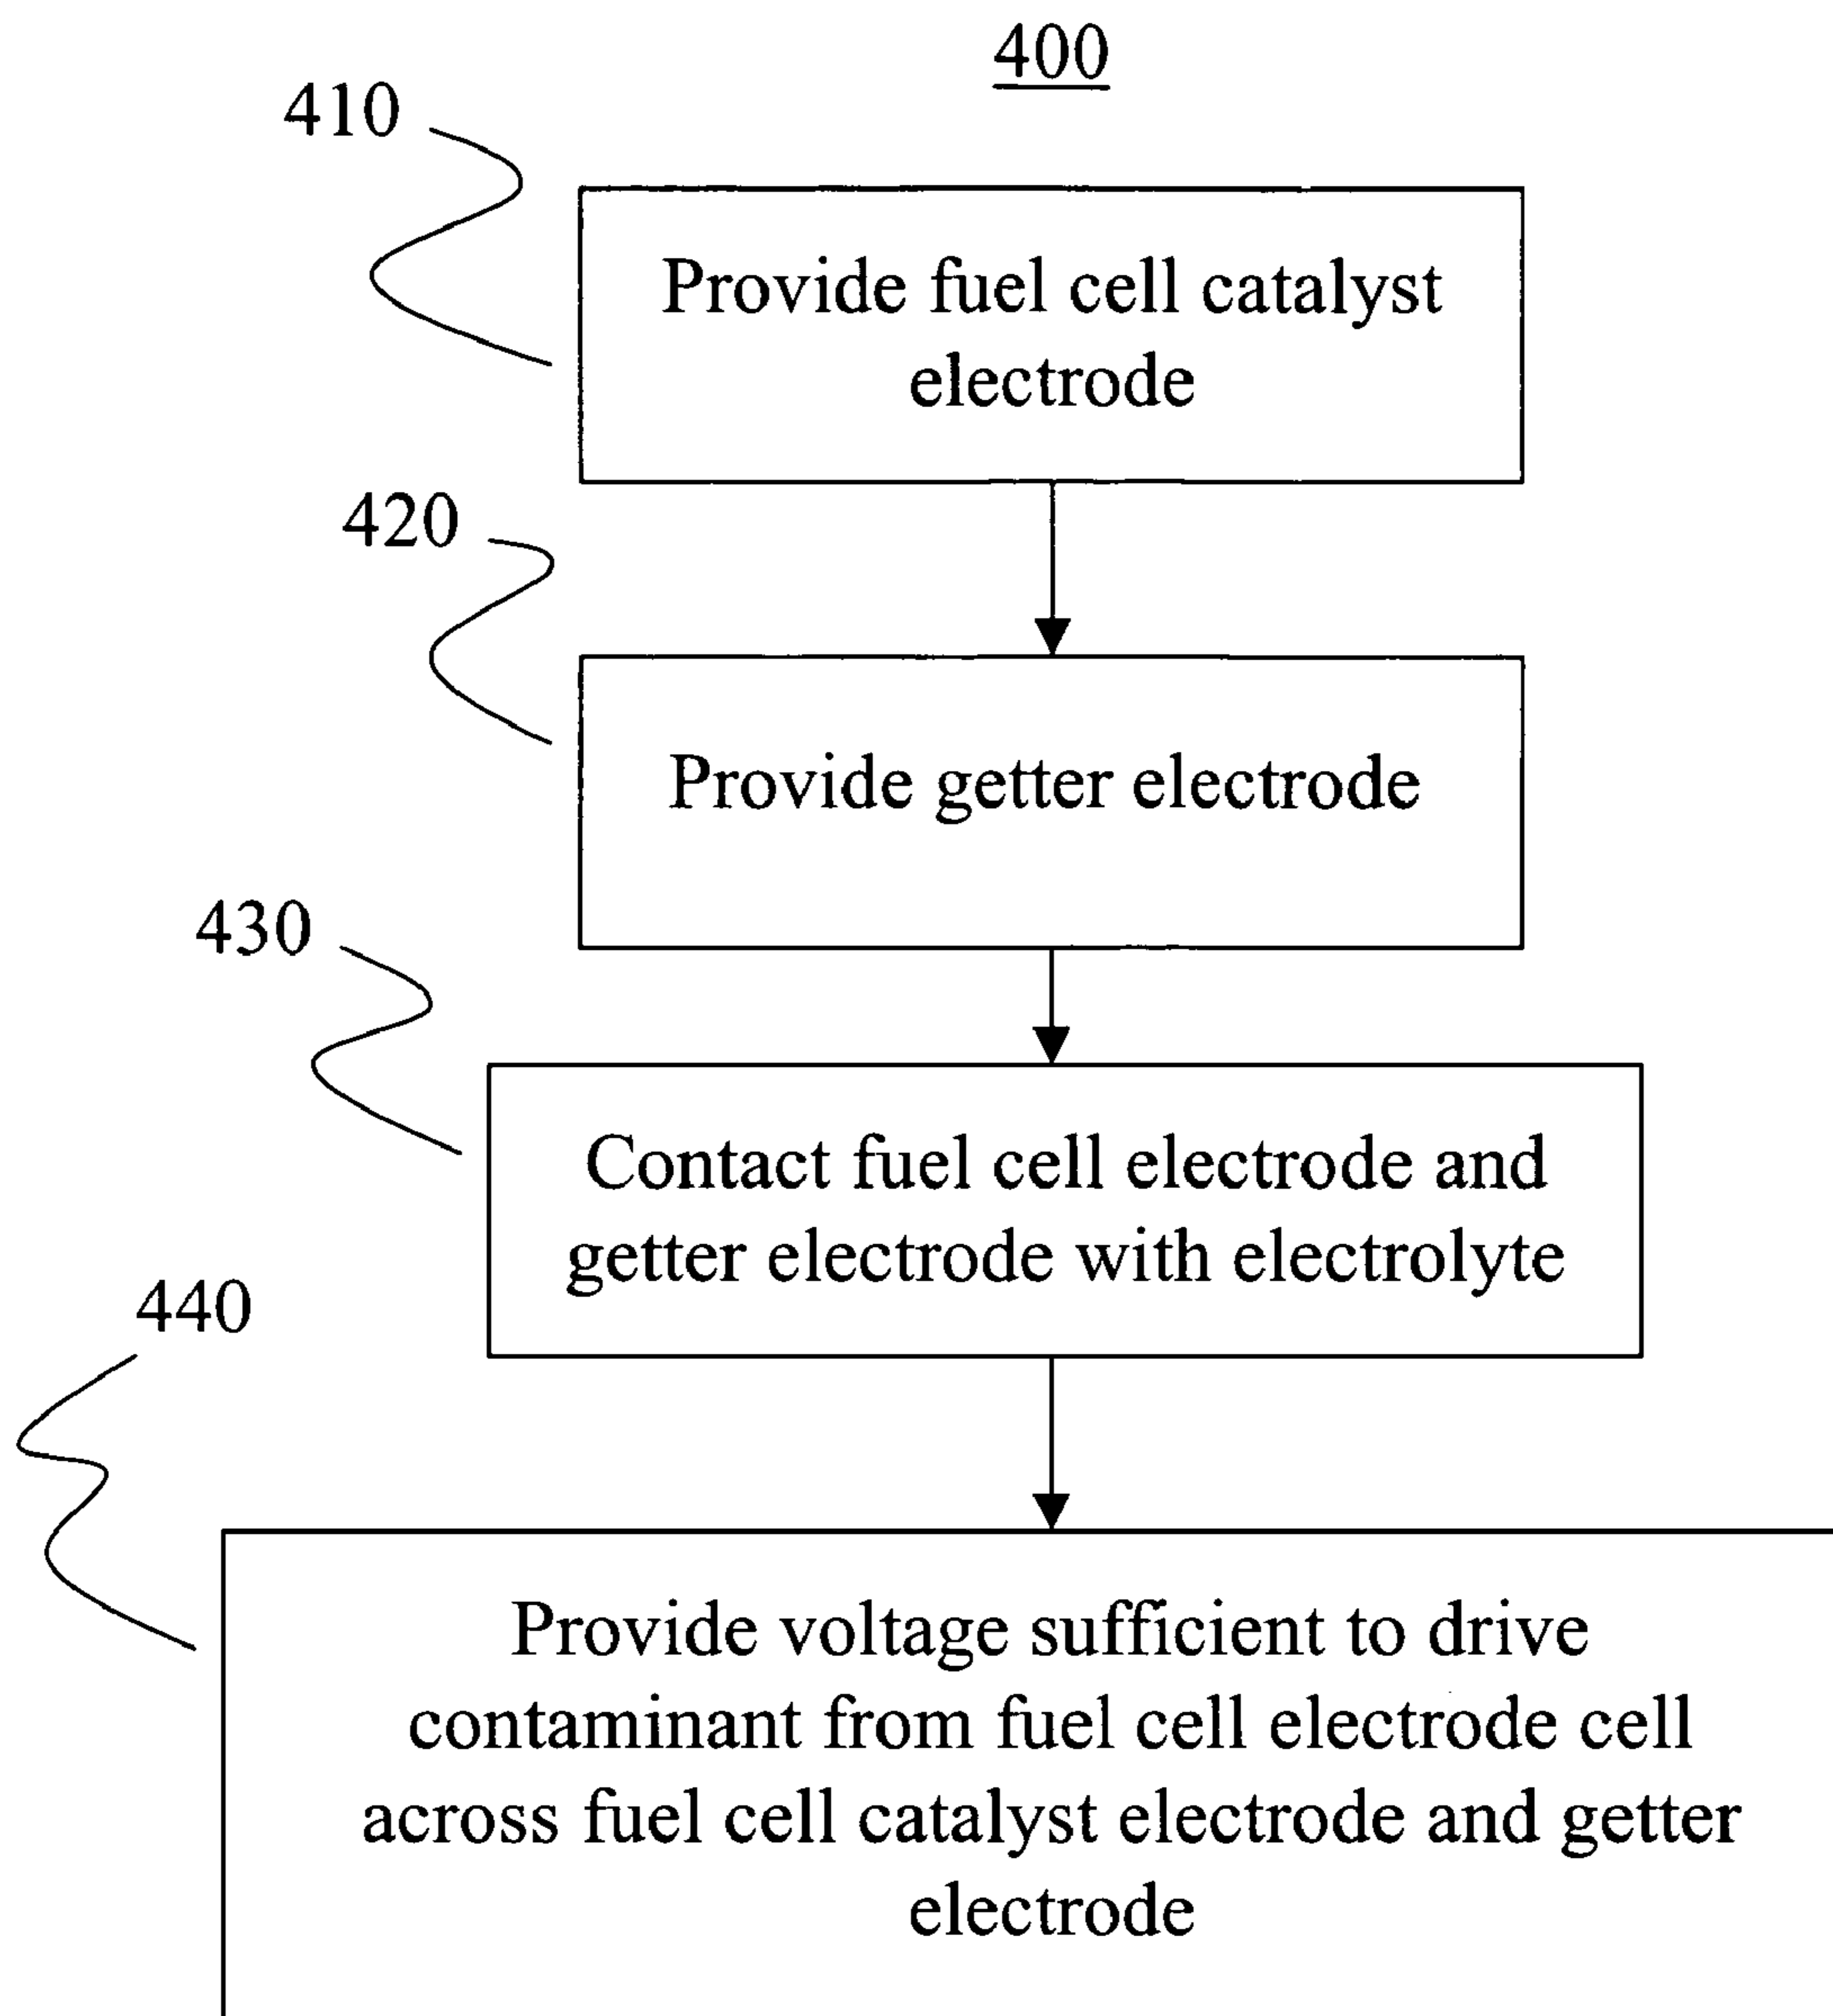 400
410
Provide fuel cell catalyst
electrode
420
Provide getter electrode
430
Contact fuel cell electrode and
getter electrode with electrolyte
440
Provide voltage sufficient to drive
contaminant from fuel cell electrode cell
across fuel cell catalyst electrode and getter
electrode